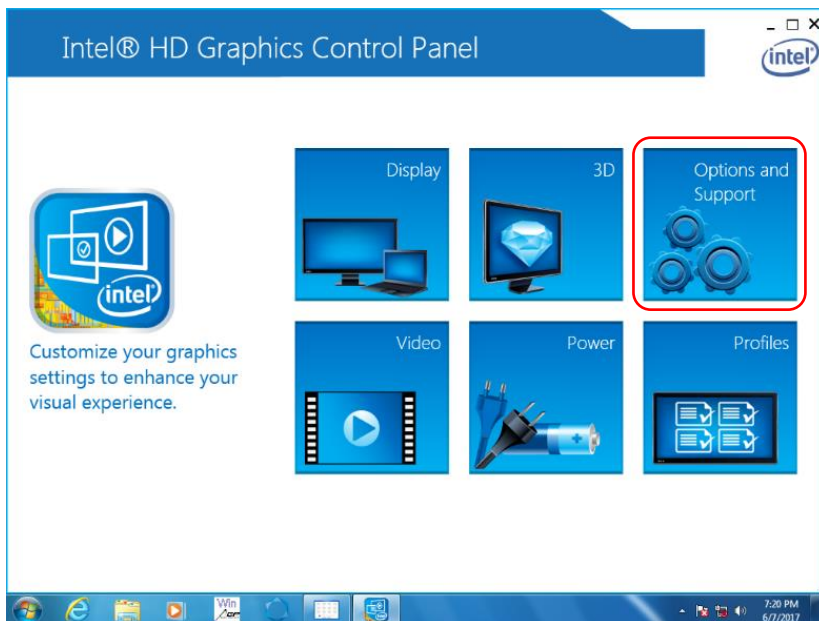 Intel® HD Graphics Control Panel
intel
Display
3D
Options and
Support
intel
Customize your graphics
settings to enhance your
visual experience.
Video
Power
Profiles
Win
7:20 PM
6/7/2017